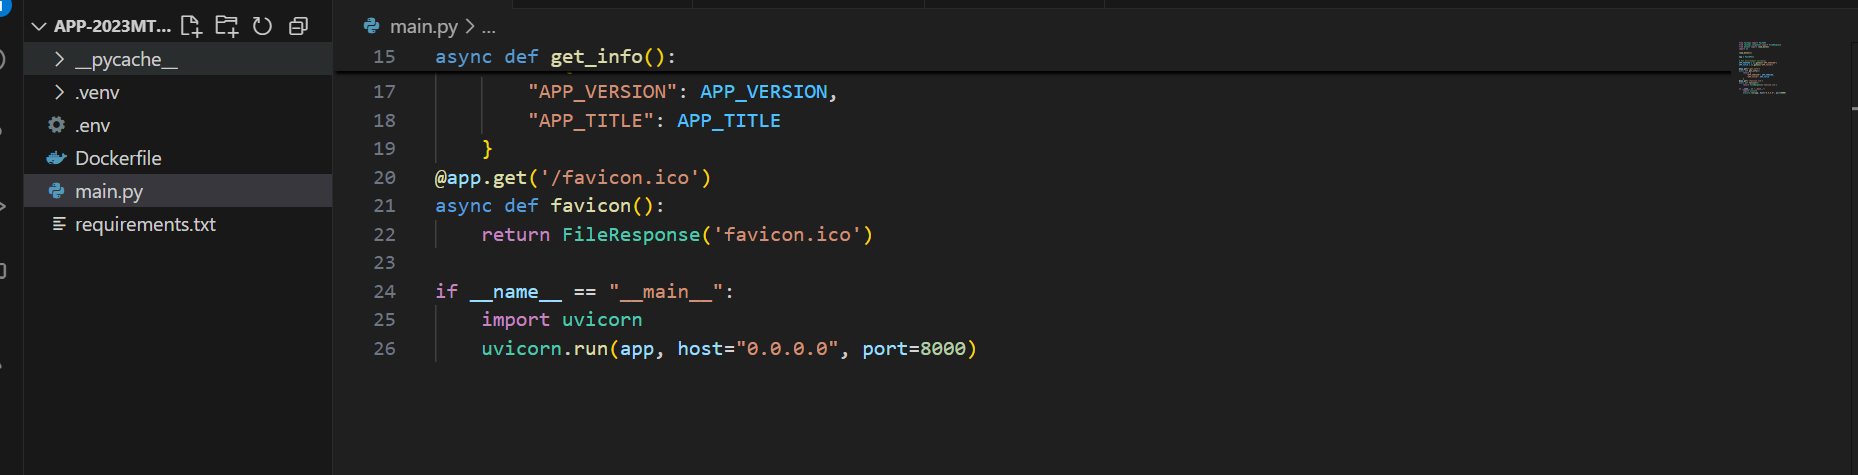 APP-2023MT...
__pycache__
.venv
.env
Dockerfile
main.py
requirements.txt
main.py > ...
15 async def get_info():
17 "APP_VERSION": APP_VERSION,
18 "APP_TITLE": APP_TITLE
19 }
20 @app.get('/favicon.ico')
21 async def favicon():
22 return FileResponse('favicon.ico')
23
24 if __name__ == "__main__":
25 import uvicorn
26 uvicorn.run(app, host="0.0.0.0", port=8000)